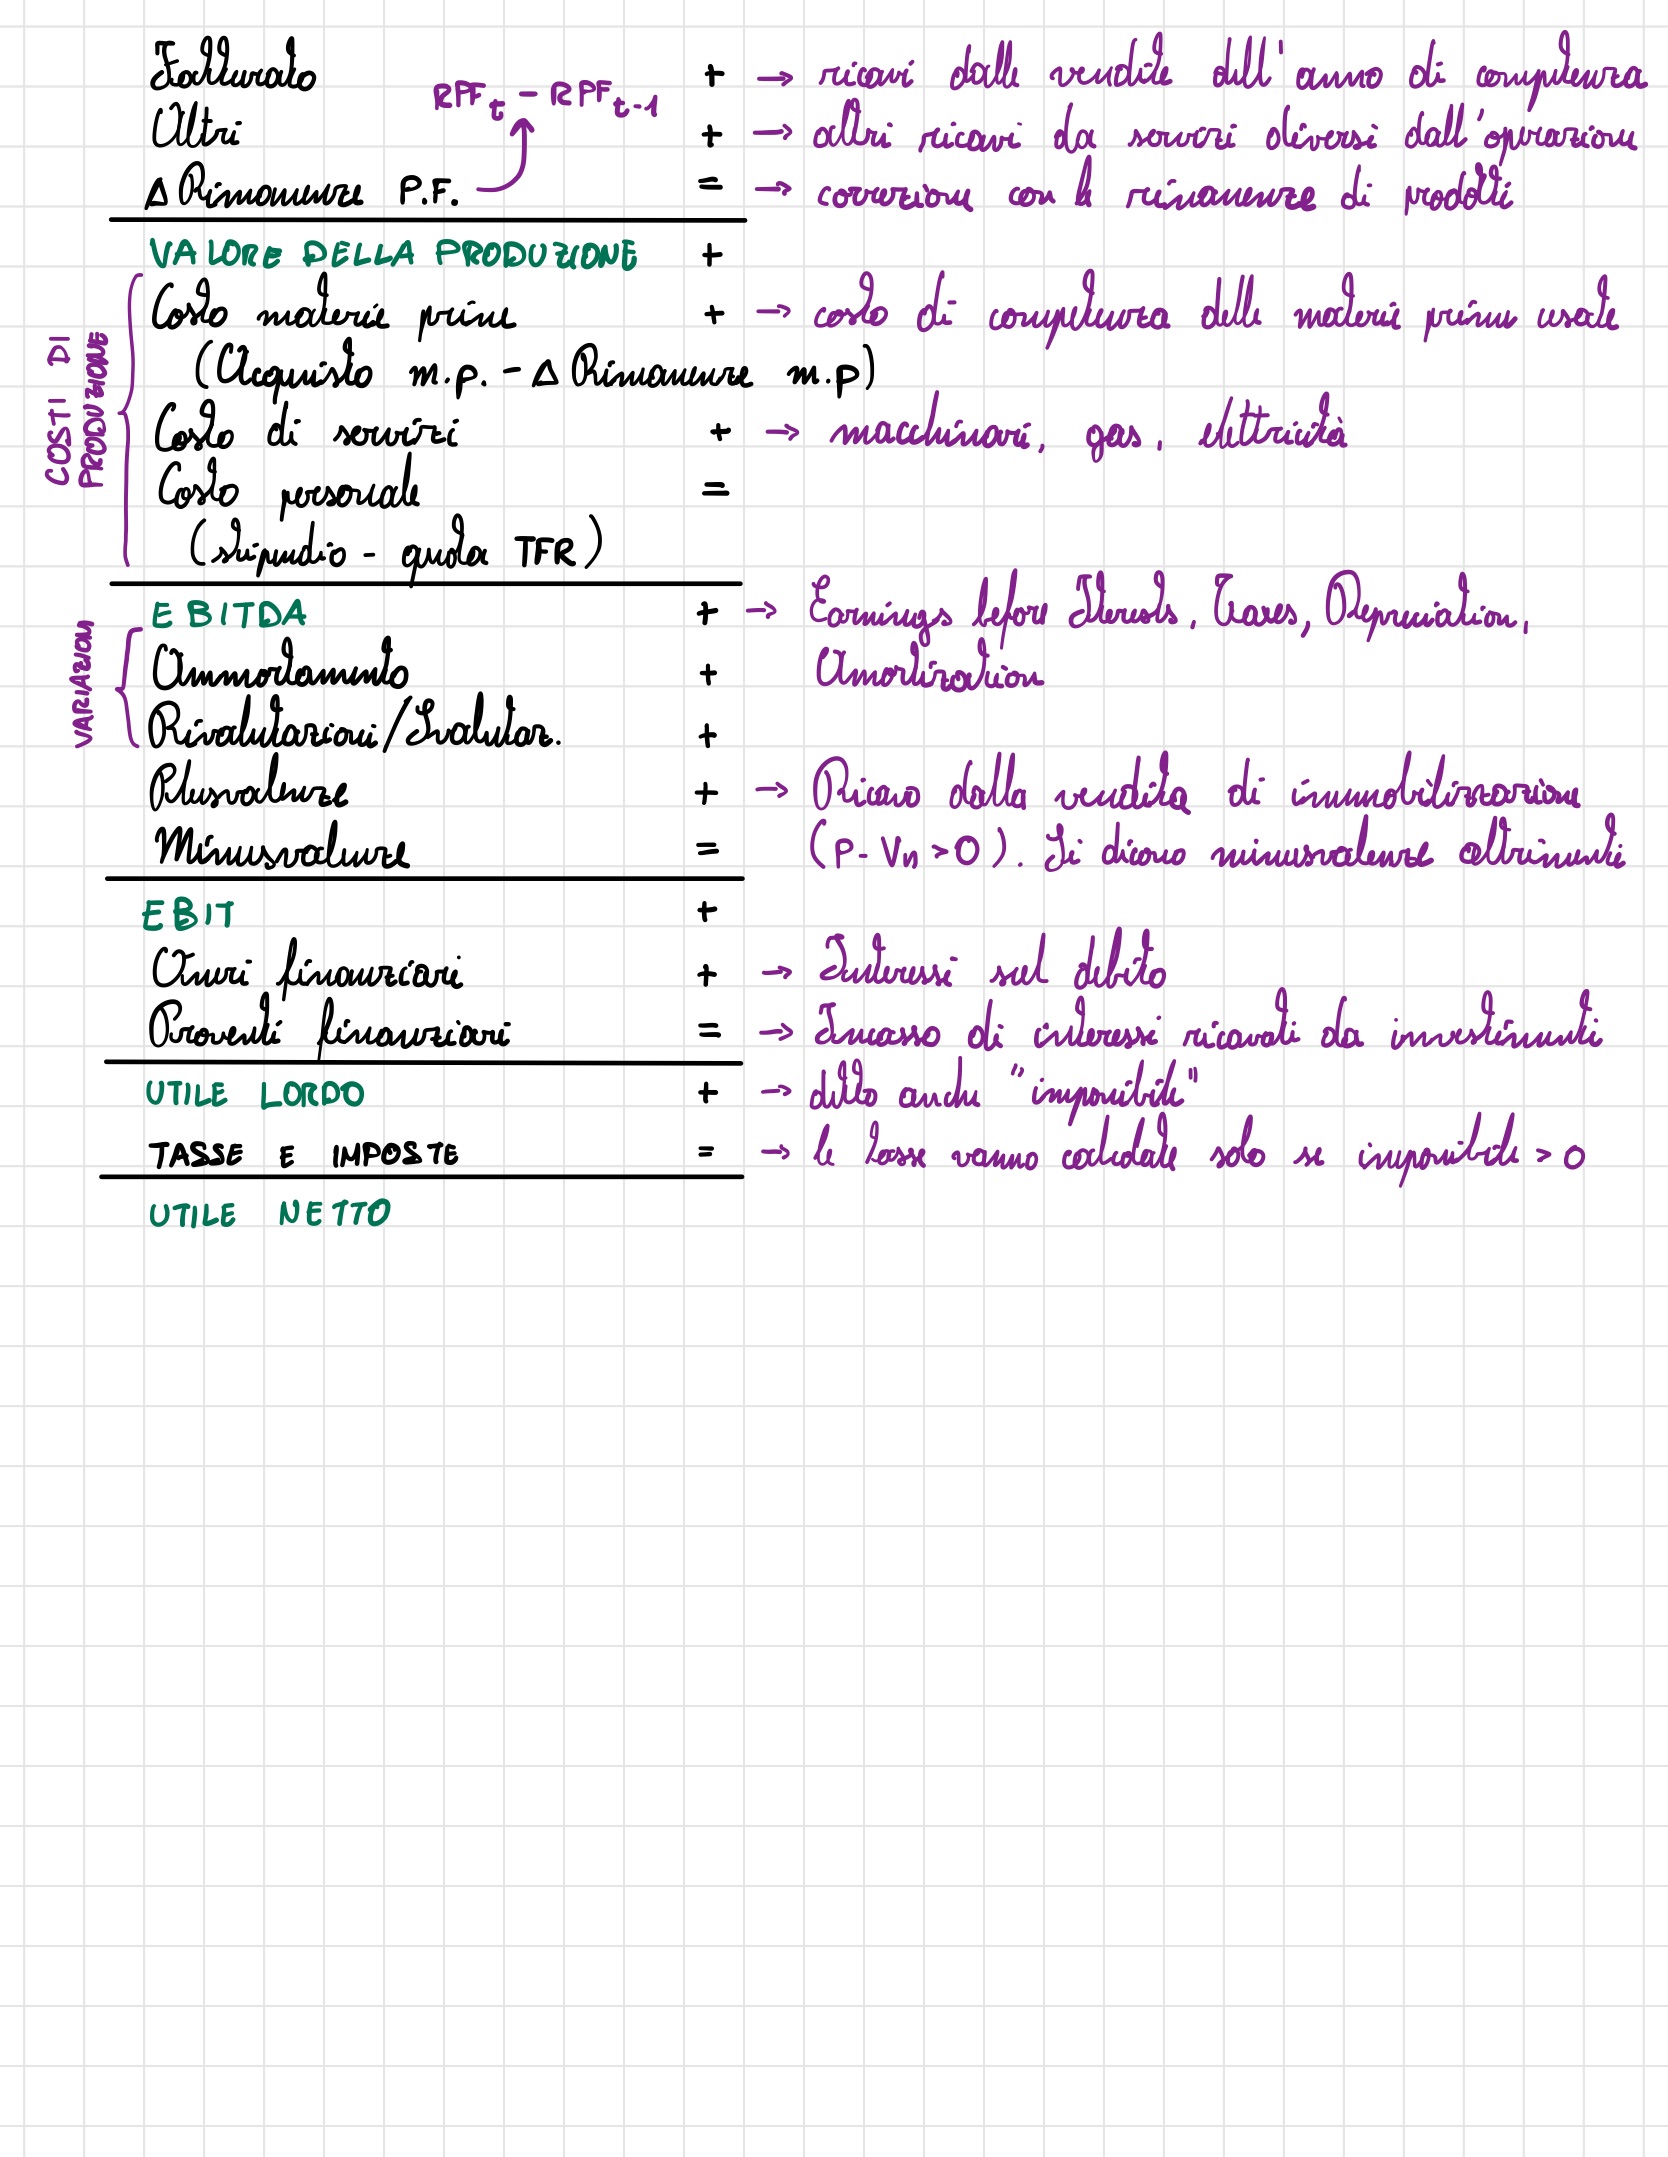 Fatturato + → ricavi dalle vendite dell'anno di competenza
RPFt - RPFt-1
Altri + → altri ricavi da servizi diversi dall'operazione
Δ Rimanenze P.F. = → correzione con le rimanenze di prodotti
VALORE DELLA PRODUZIONE +
COSTI DI PRODUZIONE
Costo materie prime + → costo di competenza delle materie prime usate
(Acquisto m.p. - Δ Rimanenze m.p)
Costo di servizi + → macchinari, gas, elettricità
Costo personale =
(stipendio - quota TFR)
EBITDA + → Earnings before Iterests, Taxes, Depreciation,
VARIAZIONI
Ammortamento + Amortization
Rivalutazioni/Svalutaz. +
Plusvalenze + → Ricavo dalla vendita di immobilizzazione
Minusvalenze = (P - Vn > 0). Si dicono minusvalenze altrimenti
EBIT +
Oneri finanziari + → Interessi sul debito
Proventi finanziari = → Incasso di interessi ricavati da investimenti
UTILE LORDO + → detto anche "imponibile"
TASSE E IMPOSTE = → le tasse vanno calcolate solo se imponibile > 0
UTILE NETTO